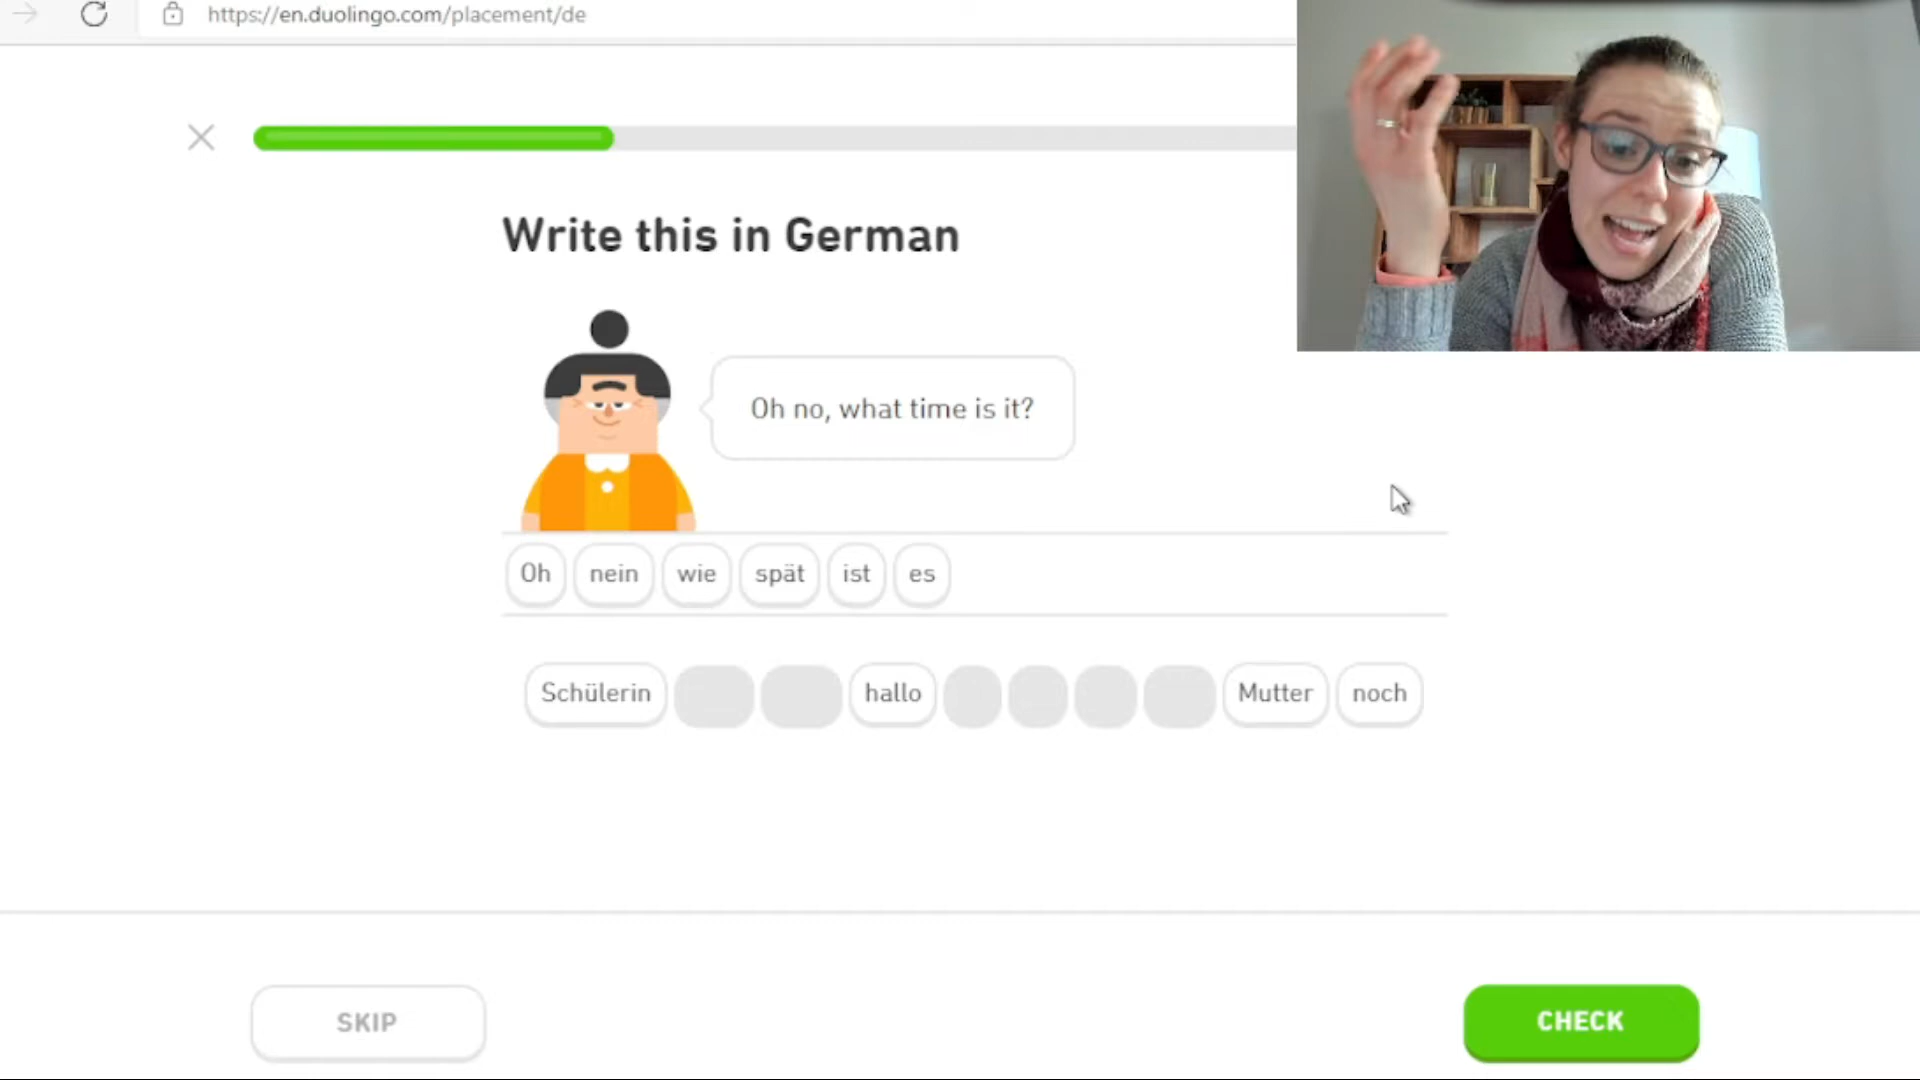 https://en.duolingo.com/placement/de
Write this in German
Oh no, what time is it?
Oh nein wie spät ist es
Schülerin hallo Mutter noch
SKIP CHECK